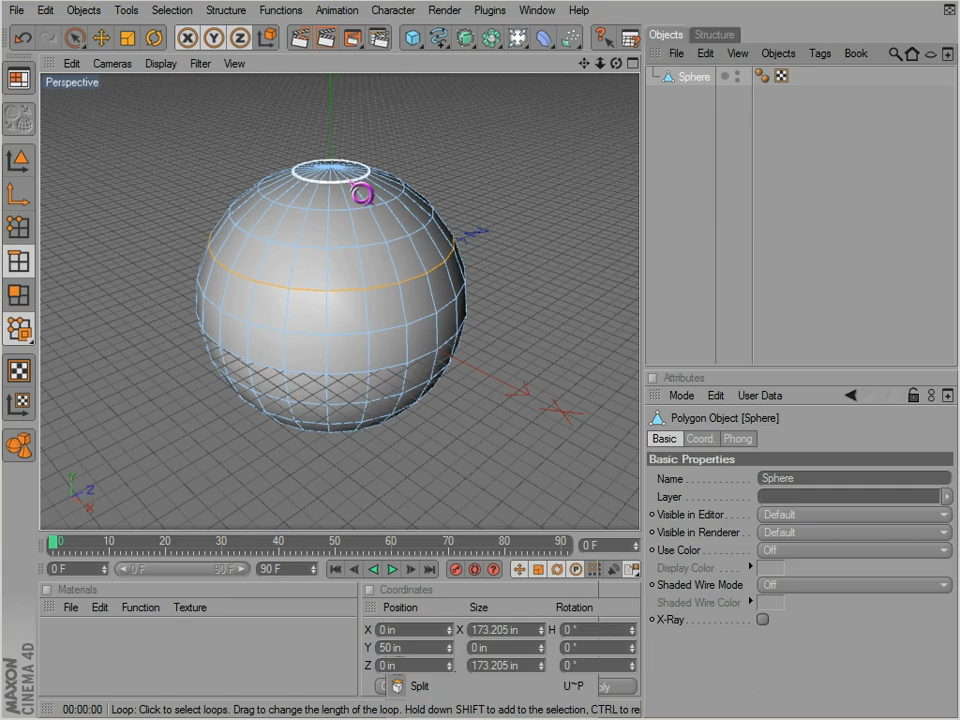 File Edit Objects Tools Selection Structure Functions Animation Character Render Plugins Window Help
Objects Structure
Edit Cameras Display Filter View
File Edit View Objects Tags Book
Perspective
Sphere
X Y Z
Z
X
Y
Z
X
Attributes
Mode Edit User Data
Polygon Object [Sphere]
Basic Coord. Phong
Basic Properties
Name Sphere
Layer
Visible in Editor Default
Visible in Renderer Default
Use Color Off
Display Color
Shaded Wire Mode Off
Shaded Wire Color
X-Ray
0 10 20 30 40 50 60 70 80 90 0 F
0 F 0 F 90 F 90 F
Materials
File Edit Function Texture
Coordinates
Position Size Rotation
X 0 in X 173.205 in H 0 °
Y 50 in 0 in 0 °
Z 0 in 173.205 in 0 °
Split U~P ply
MAXON
CINEMA 4D
00:00:00 Loop: Click to select loops. Drag to change the length of the loop. Hold down SHIFT to add to the selection, CTRL to re